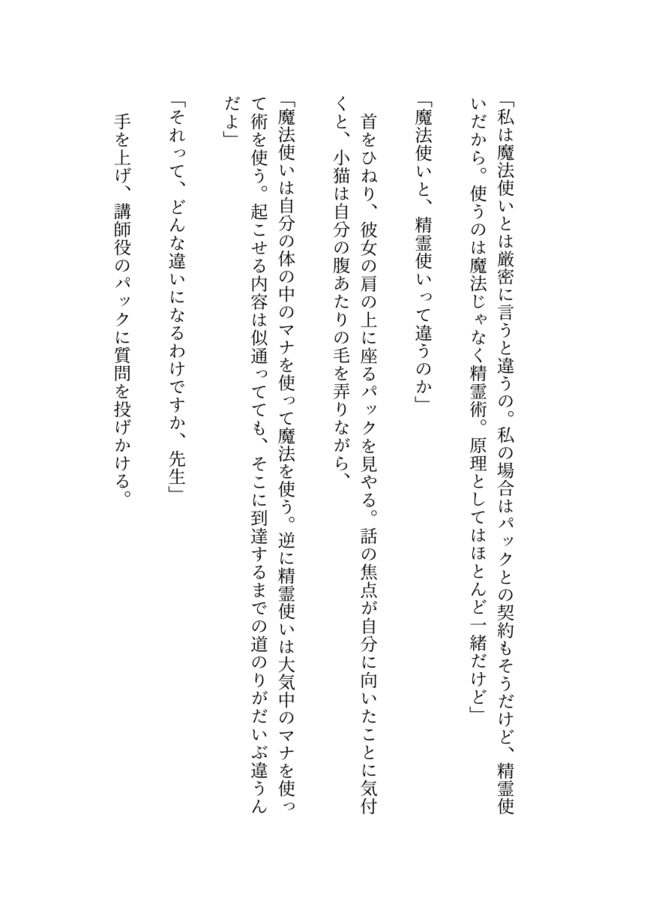 「私は魔法使いとは厳密に言うと違うの。私の場合はパックとの契約もそうだけど、精霊使
いだから。使うのは魔法じゃなく精霊術。原理としてはほとんど一緒だけど」
「魔法使いと、精霊使いって違うのか」
首をひねり、彼女の肩の上に座るパックを見やる。話の焦点が自分に向いたことに気付
くと、小猫は自分の腹あたりの毛を弄りながら、
「魔法使いは自分の体の中のマナを使って魔法を使う。逆に精霊使いは大気中のマナを使っ
て術を使う。起こせる内容は似通ってても、そこに到達するまでの道のりがだいぶ違うん
だよ」
「それって、どんな違いになるわけですか、先生」
手を上げ、講師役のパックに質問を投げかける。